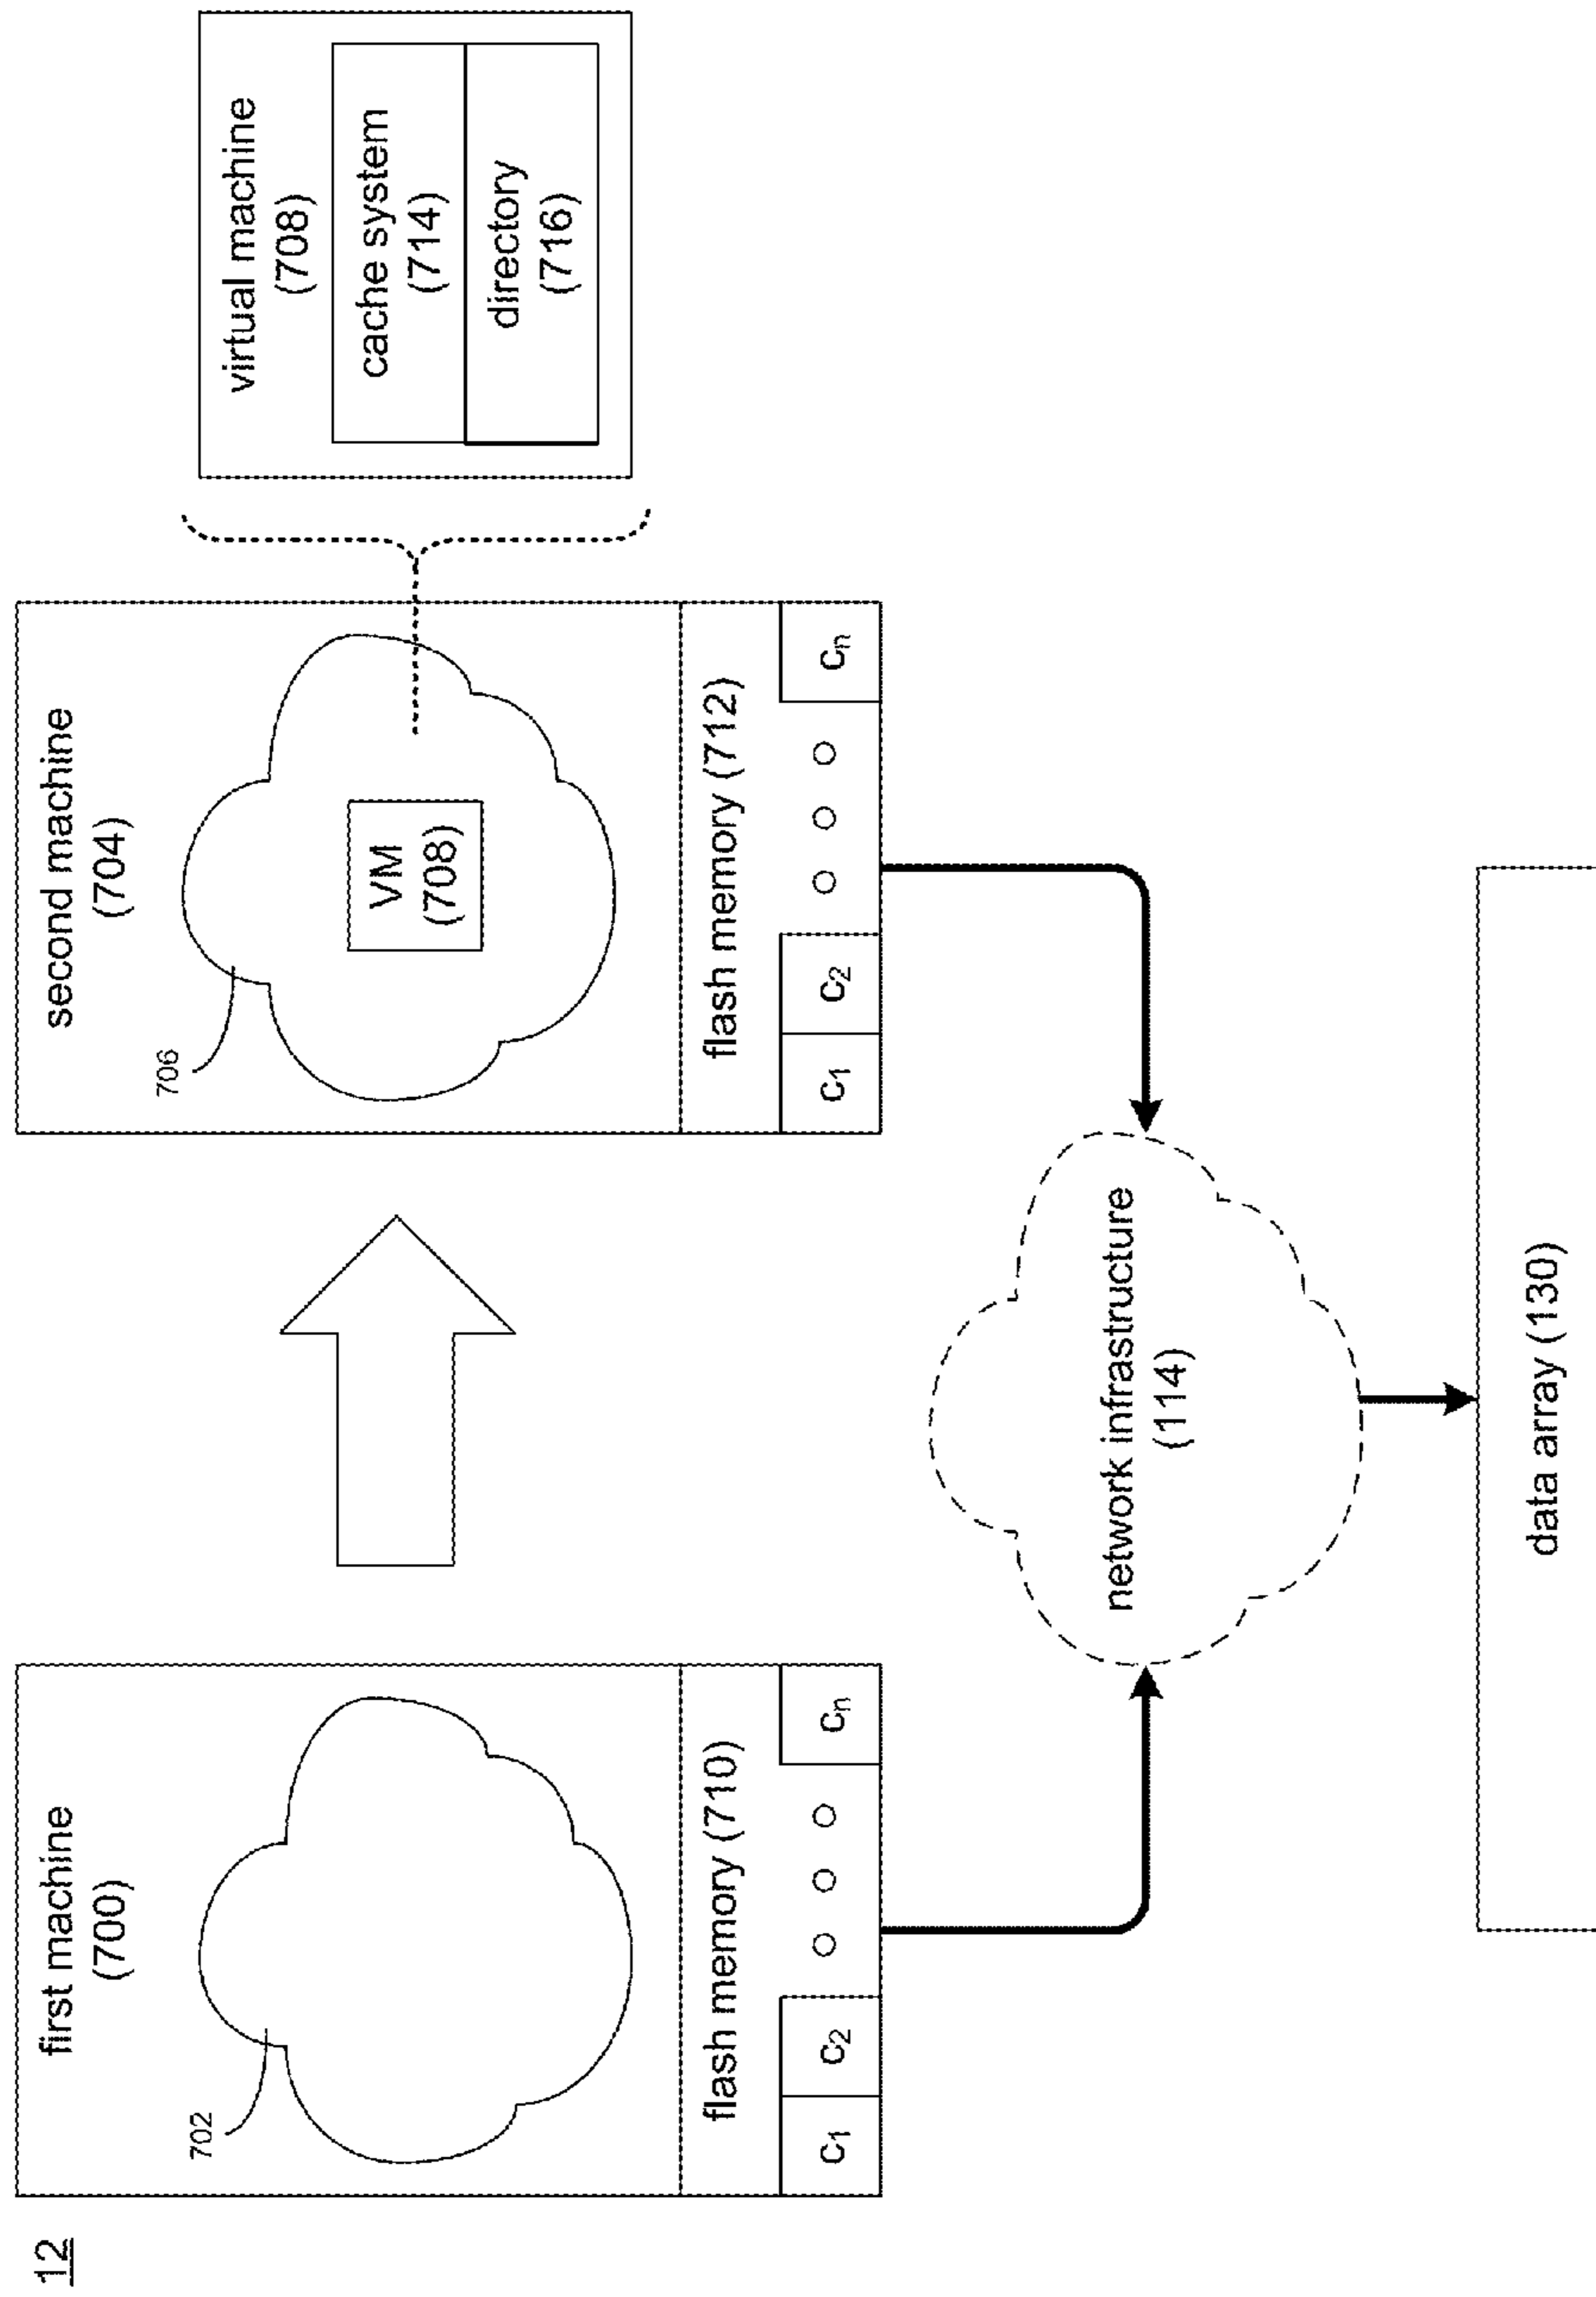 12
first machine
(700)
702
flash memory (710)
C1
C2
Cn
second machine
(704)
706
VM
(708)
flash memory (712)
C1
C2
Cn
virtual machine
(708)
cache system
(714)
directory
(716)
network infrastructure
(114)
data array (130)